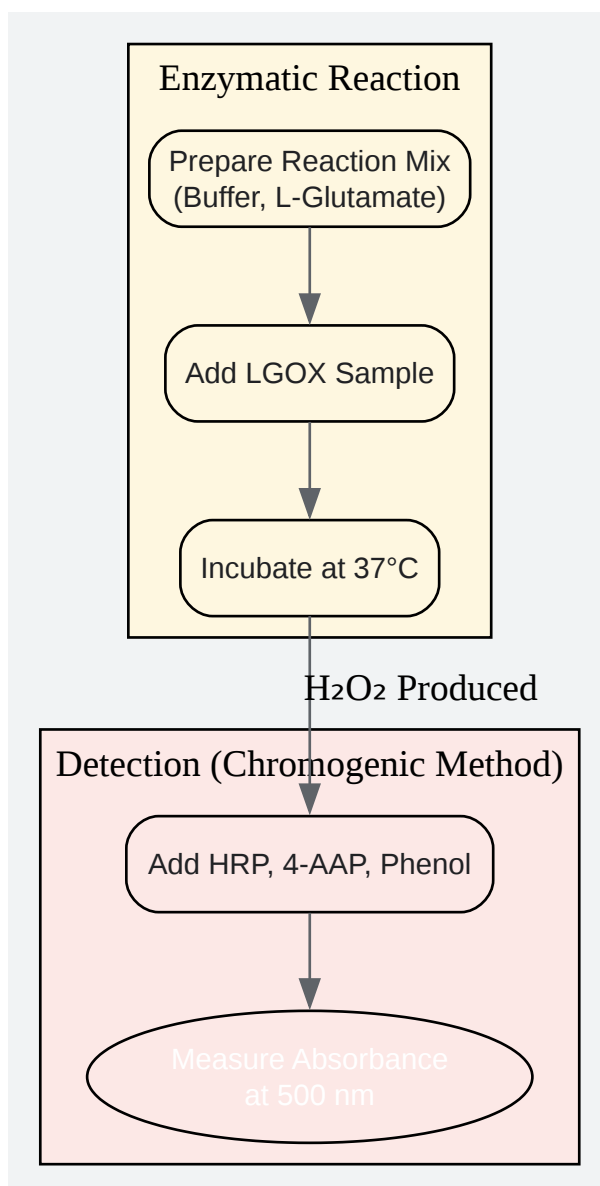 Enzymatic Reaction
Prepare Reaction Mix
(Buffer, L-Glutamate)
Add LGOX Sample
Incubate at 37°C
H₂O₂ Produced
Detection (Chromogenic Method)
Add HRP, 4-AAP, Phenol
Measure Absorbance
at 500 nm